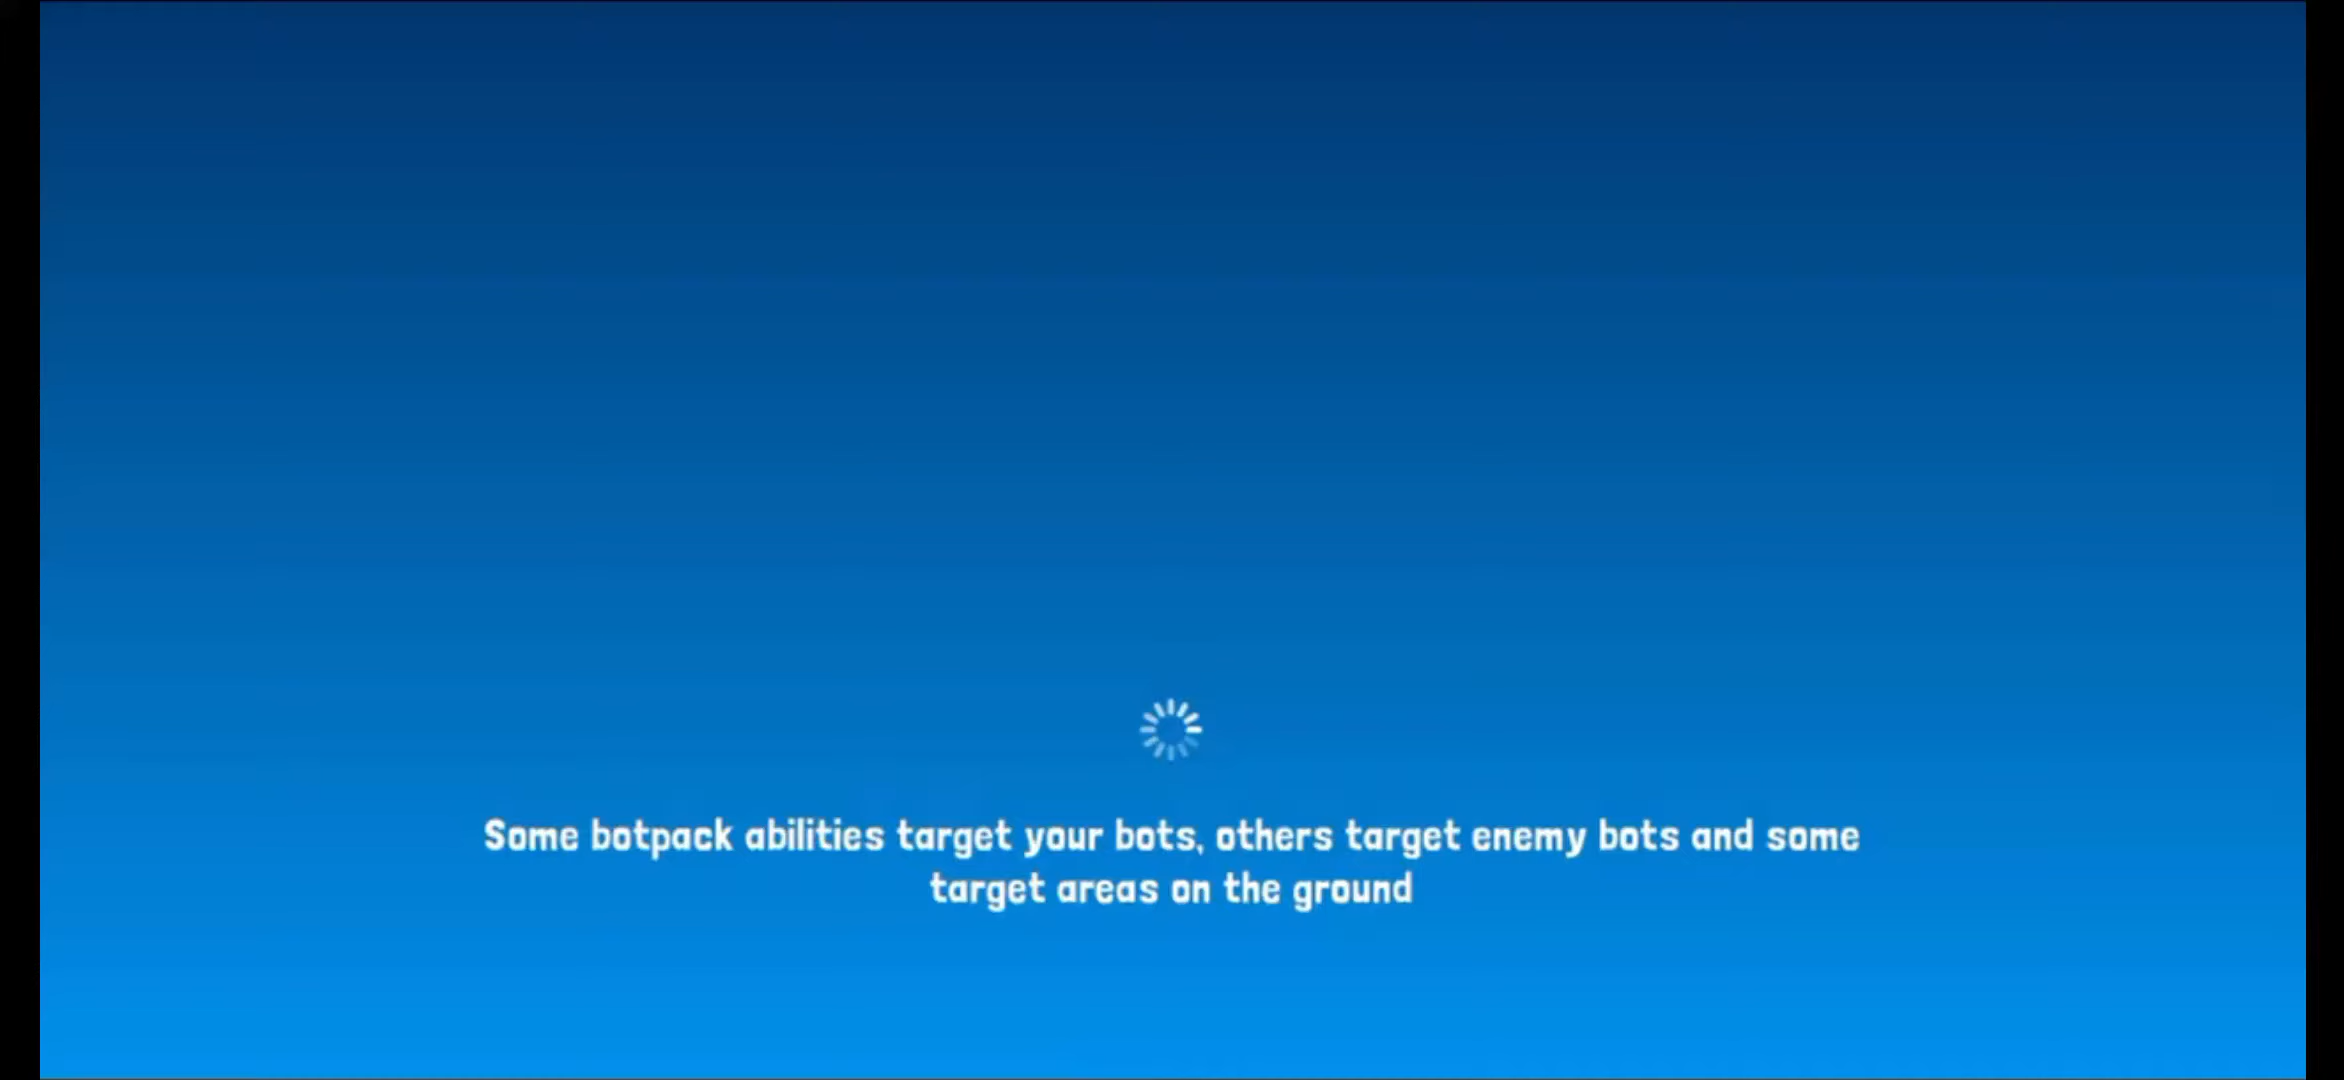 Some botpack abilities target your bots, others target enemy bots and some
target areas on the ground